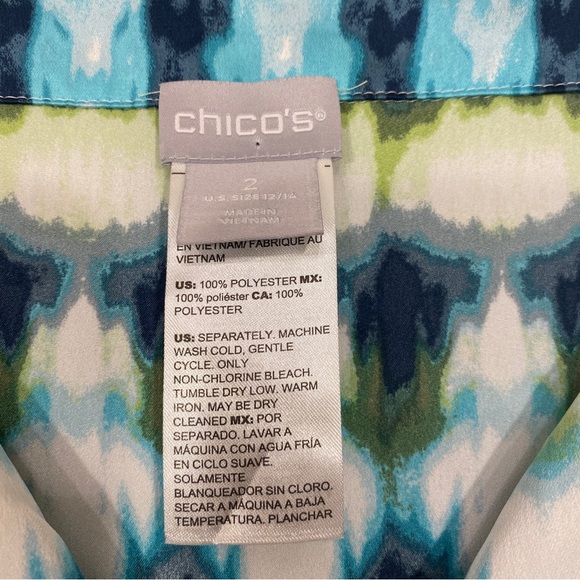 chico's®
2
U.S. SIZE 12/14
MADE IN
VIETNAM
EN VIETNAM/ FABRIQUE AU
VIETNAM
US: 100% POLYESTER MX:
100% poliéster CA: 100%
POLYESTER
US: SEPARATELY. MACHINE
WASH COLD, GENTLE
CYCLE. ONLY
NON-CHLORINE BLEACH.
TUMBLE DRY LOW. WARM
IRON. MAY BE DRY
CLEANED MX: POR
SEPARADO. LAVAR A
MÁQUINA CON AGUA FRÍA
EN CICLO SUAVE.
SOLAMENTE
BLANQUEADOR SIN CLORO.
SECAR A MÁQUINA A BAJA
TEMPERATURA. PLANCHAR